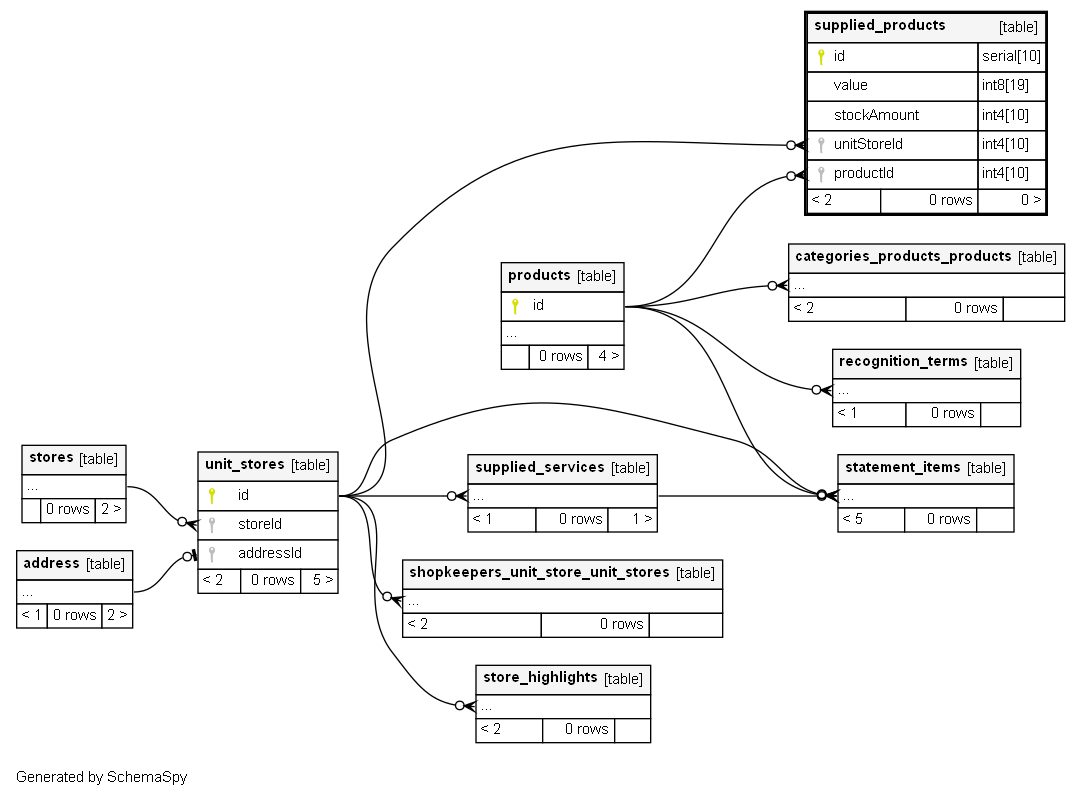 supplied_products [table]
id serial[10]
value int8[19]
stockAmount int4[10]
unitStoreId int4[10]
productId int4[10]
< 2 0 rows 0 >
categories_products_products [table]
...
< 2 0 rows
products [table]
id
...
0 rows 4 >
recognition_terms [table]
...
< 1 0 rows
stores [table]
...
0 rows 2 >
unit_stores [table]
id
storeId
addressId
< 2 0 rows 5 >
supplied_services [table]
...
< 1 0 rows 1 >
statement_items [table]
...
< 5 0 rows
address [table]
...
< 1 0 rows 2 >
shopkeepers_unit_store_unit_stores [table]
...
< 2 0 rows
store_highlights [table]
...
< 2 0 rows
Generated by SchemaSpy